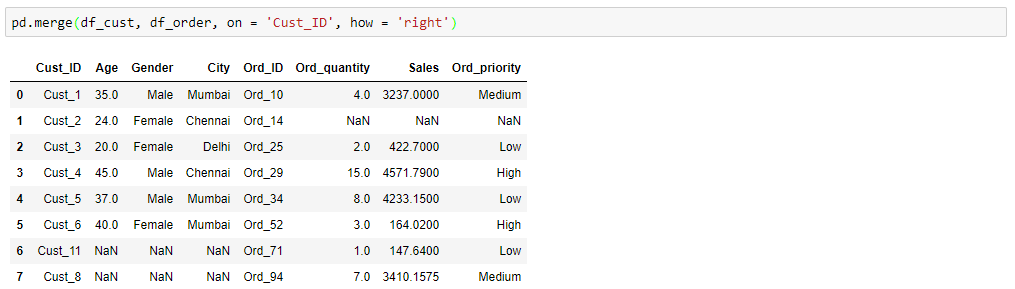 pd.merge(df_cust, df_order, on = 'Cust_ID', how = 'right')
Cust_ID Age Gender City Ord_ID Ord_quantity Sales Ord_priority
0 Cust_1 35.0 Male Mumbai Ord_10 4.0 3237.0000 Medium
1 Cust_2 24.0 Female Chennai Ord_14 NaN NaN NaN
2 Cust_3 20.0 Female Delhi Ord_25 2.0 422.7000 Low
3 Cust_4 45.0 Male Chennai Ord_29 15.0 4571.7900 High
4 Cust_5 37.0 Male Mumbai Ord_34 8.0 4233.1500 Low
5 Cust_6 40.0 Female Mumbai Ord_52 3.0 164.0200 High
6 Cust_11 NaN NaN NaN Ord_71 1.0 147.6400 Low
7 Cust_8 NaN NaN NaN Ord_94 7.0 3410.1575 Medium